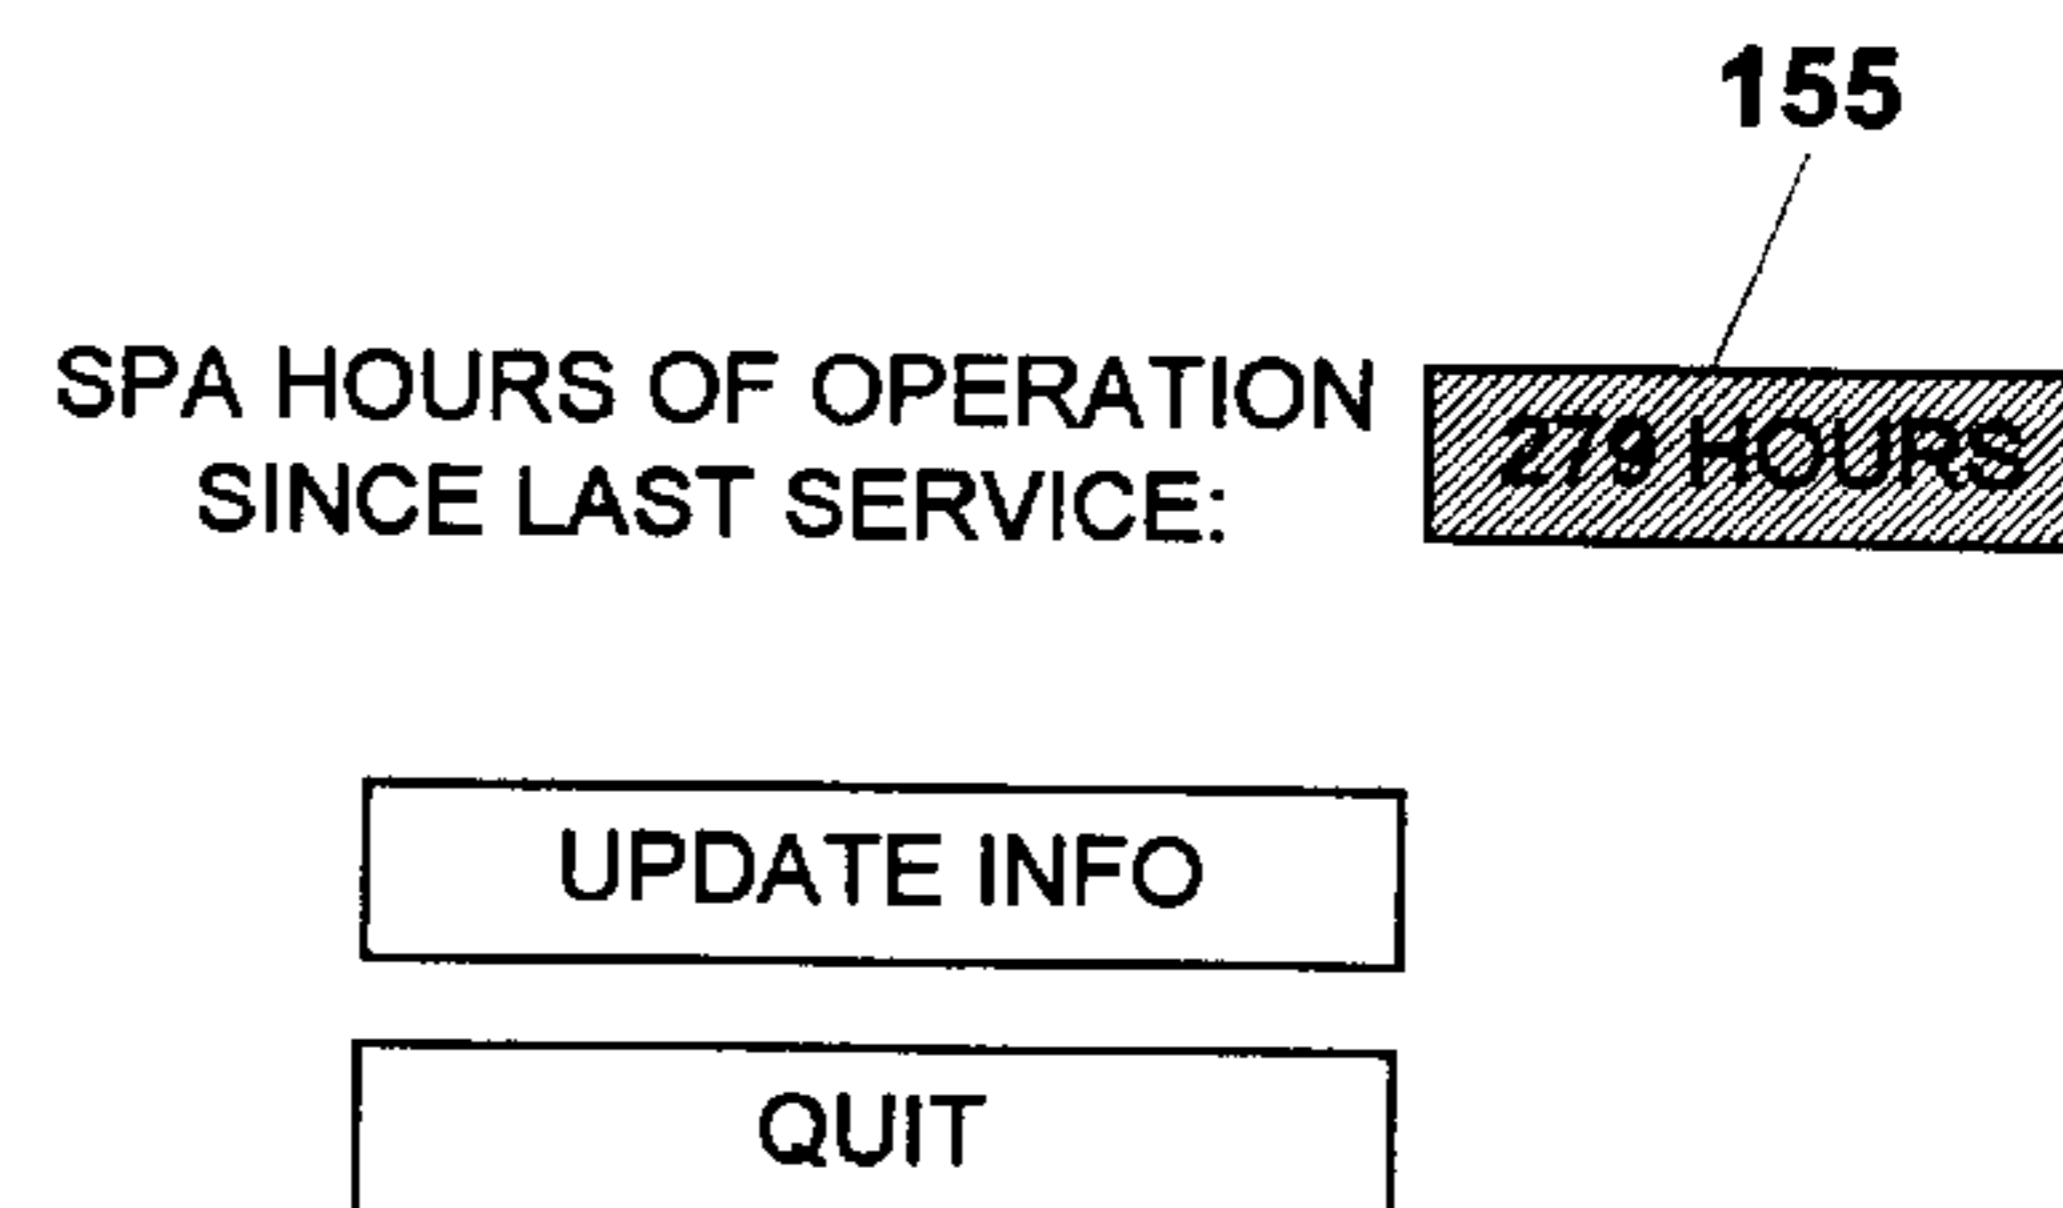 155
SPA HOURS OF OPERATION
SINCE LAST SERVICE:
279 HOURS
UPDATE INFO
QUIT